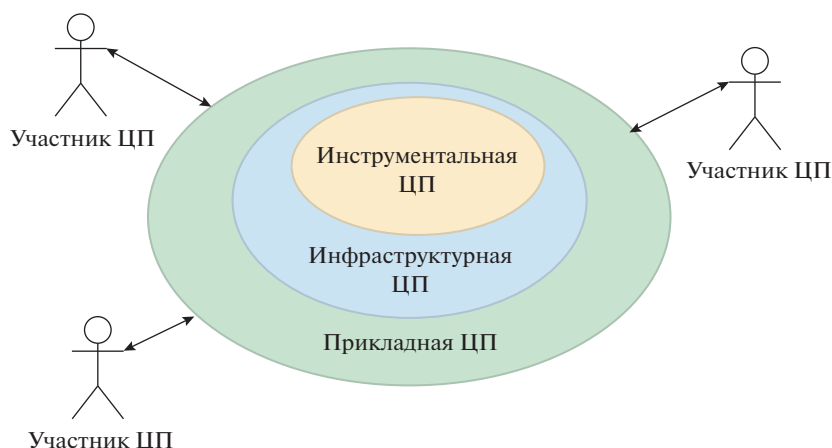 Участник ЦП
Участник ЦП
Инструментальная
ЦП
Инфраструктурная
ЦП
Прикладная ЦП
Участник ЦП